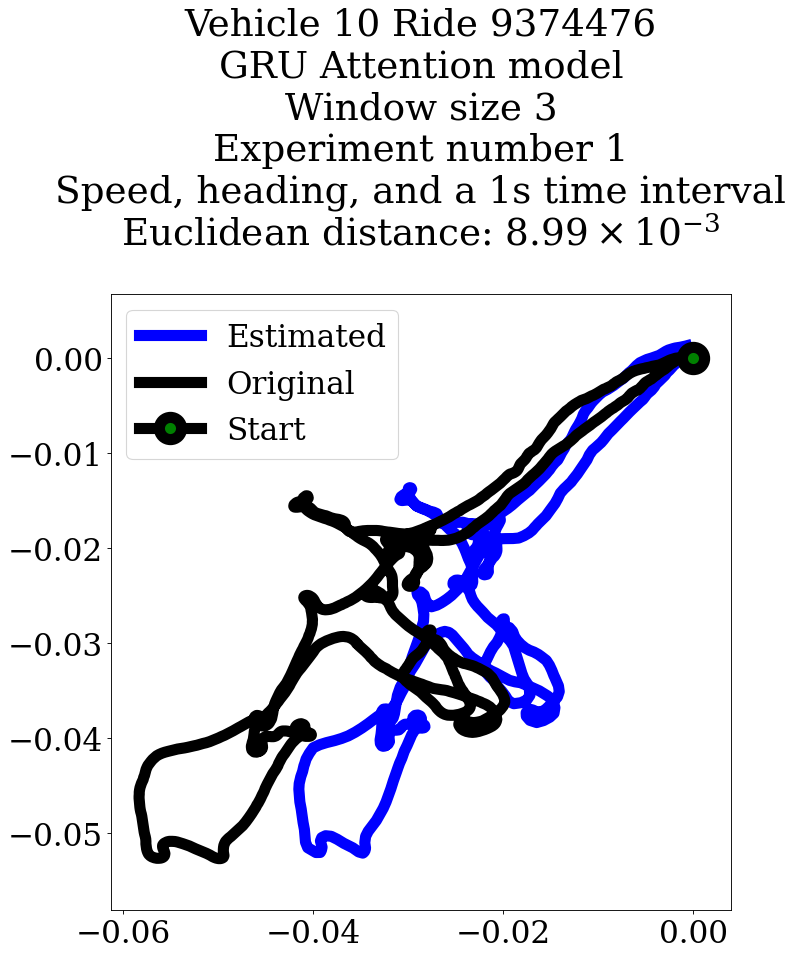 Vehicle 10 Ride 9374476
GRU Attention model
Window size 3
Experiment number 1
Speed, heading, and a 1s time interval
Euclidean distance: 8.99 × 10⁻³
Estimated
Original
Start
0.00
−0.01
−0.02
−0.03
−0.04
−0.05
−0.06 −0.04 −0.02 0.00